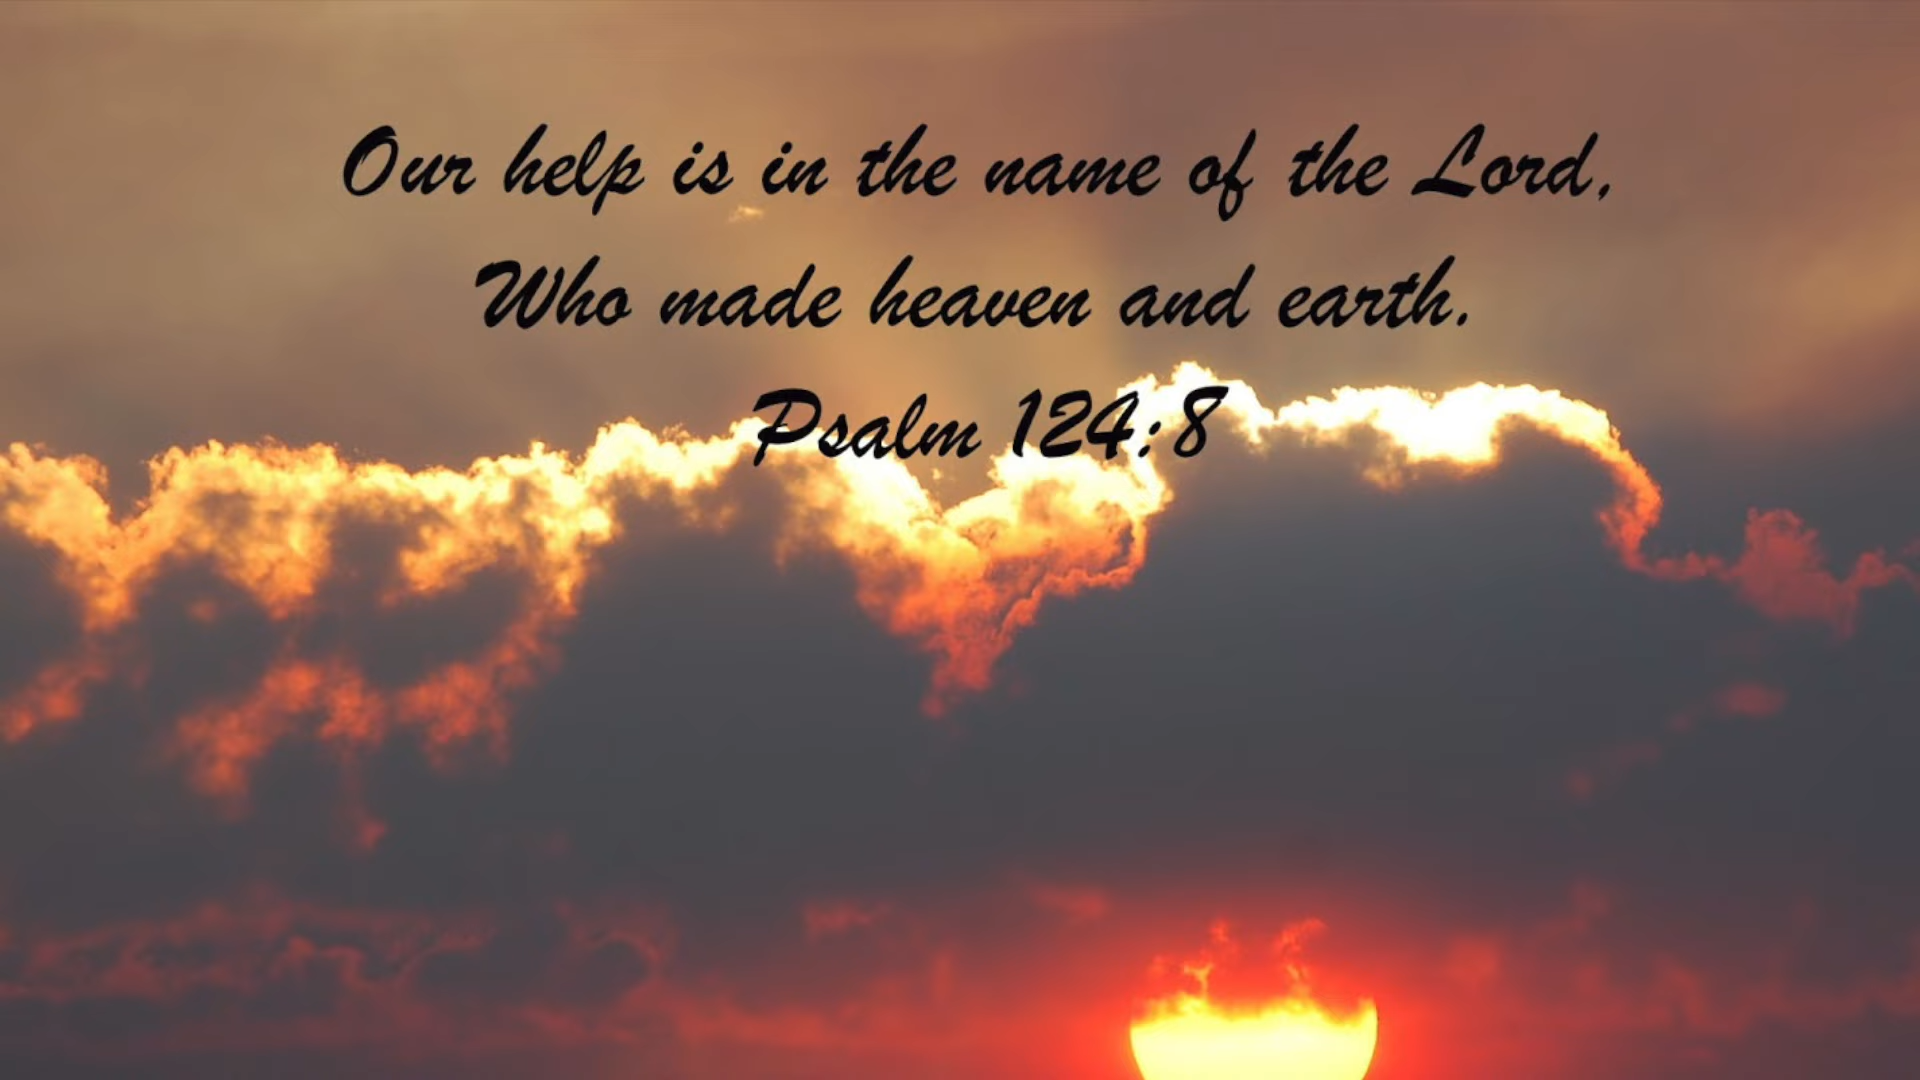 Our help is in the name of the Lord,
Who made heaven and earth.
Psalm 124:8